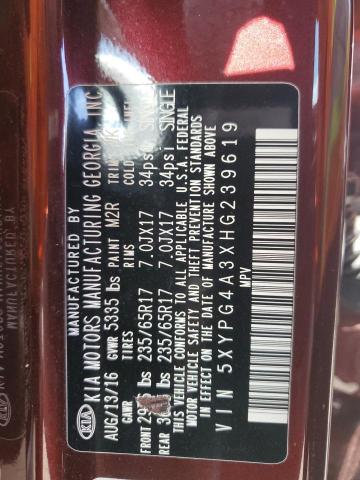 MANUFACTURED BY
KIA KIA MOTORS MANUFACTURING GEORGIA, INC
AUG/13/16 GVWR 5335 lbs PAINT M2R TRIM
GAWR TIRES RIMS COLD
FRONT lbs 235/65R17 7.0JX17 34psi SINGLE
REAR lbs 235/65R17 7.0JX17 34psi SINGLE
THIS VEHICLE CONFORMS TO ALL APPLICABLE U.S.A. FEDERAL
MOTOR VEHICLE SAFETY AND THEFT PREVENTION STANDARDS
IN EFFECT ON THE DATE OF MANUFACTURE SHOWN ABOVE
VIN 5XYPG4A3XHG239619
MPV